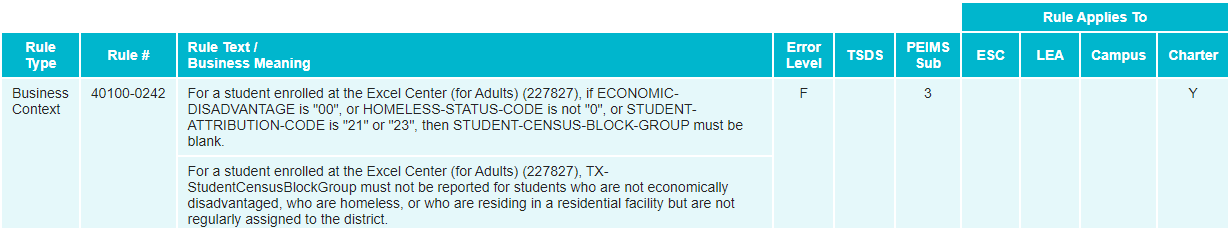 Rule Applies To
Rule Type
Rule #
Rule Text /
Business Meaning
Error Level
TSDS
PEIMS Sub
ESC
LEA
Campus
Charter
Business Context
40100-0242
For a student enrolled at the Excel Center (for Adults) (227827), if ECONOMIC-
DISADVANTAGE is "00", or HOMELESS-STATUS-CODE is not "0", or STUDENT-
ATTRIBUTION-CODE is "21" or "23", then STUDENT-CENSUS-BLOCK-GROUP must be
blank.
F
3
Y
For a student enrolled at the Excel Center (for Adults) (227827), TX-
StudentCensusBlockGroup must not be reported for students who are not economically
disadvantaged, who are homeless, or who are residing in a residential facility but are not
regularly assigned to the district.